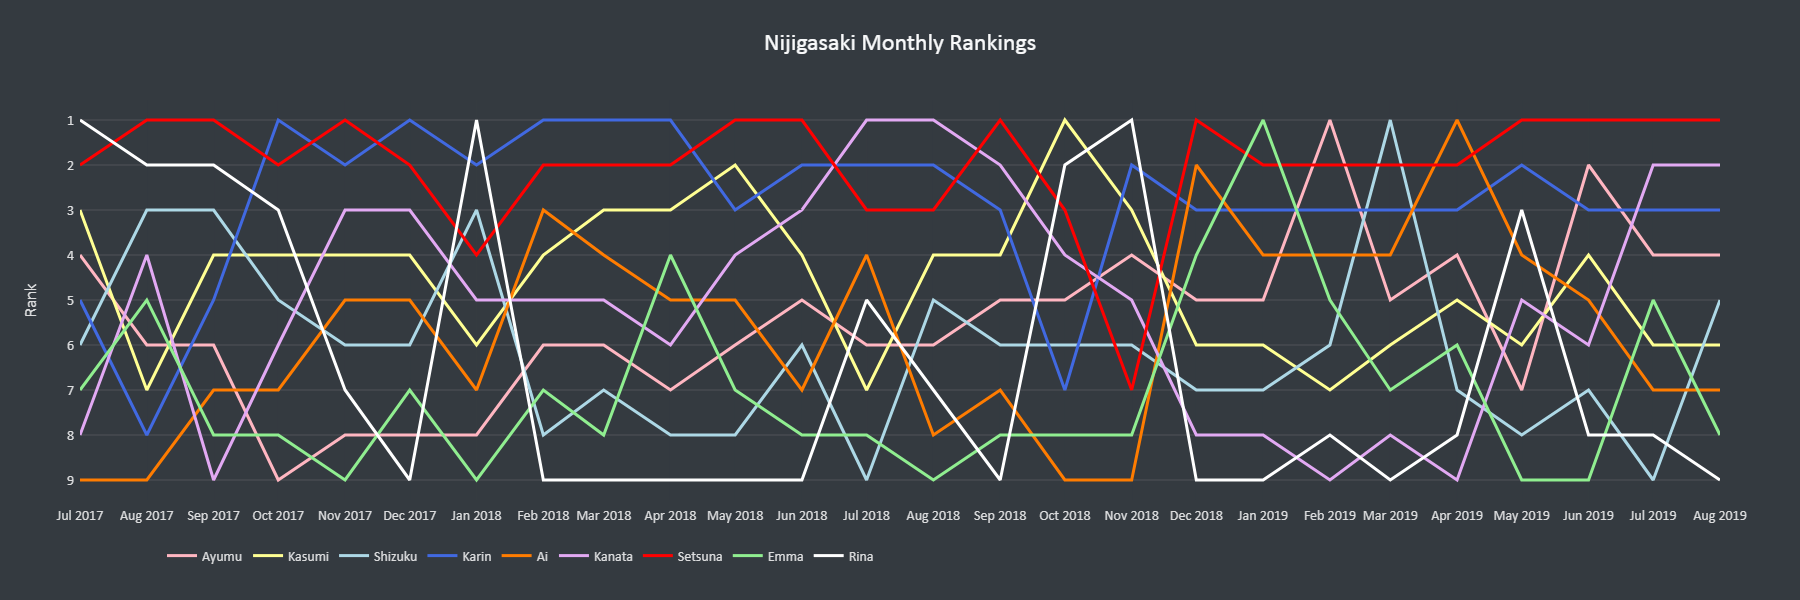 Nijigasaki Monthly Rankings
Rank
1
2
3
4
5
6
7
8
9
Jul 2017 Aug 2017 Sep 2017 Oct 2017 Nov 2017 Dec 2017 Jan 2018 Feb 2018 Mar 2018 Apr 2018 May 2018 Jun 2018 Jul 2018 Aug 2018 Sep 2018 Oct 2018 Nov 2018 Dec 2018 Jan 2019 Feb 2019 Mar 2019 Apr 2019 May 2019 Jun 2019 Jul 2019 Aug 2019
Ayumu Kasumi Shizuku Karin Ai Kanata Setsuna Emma Rina